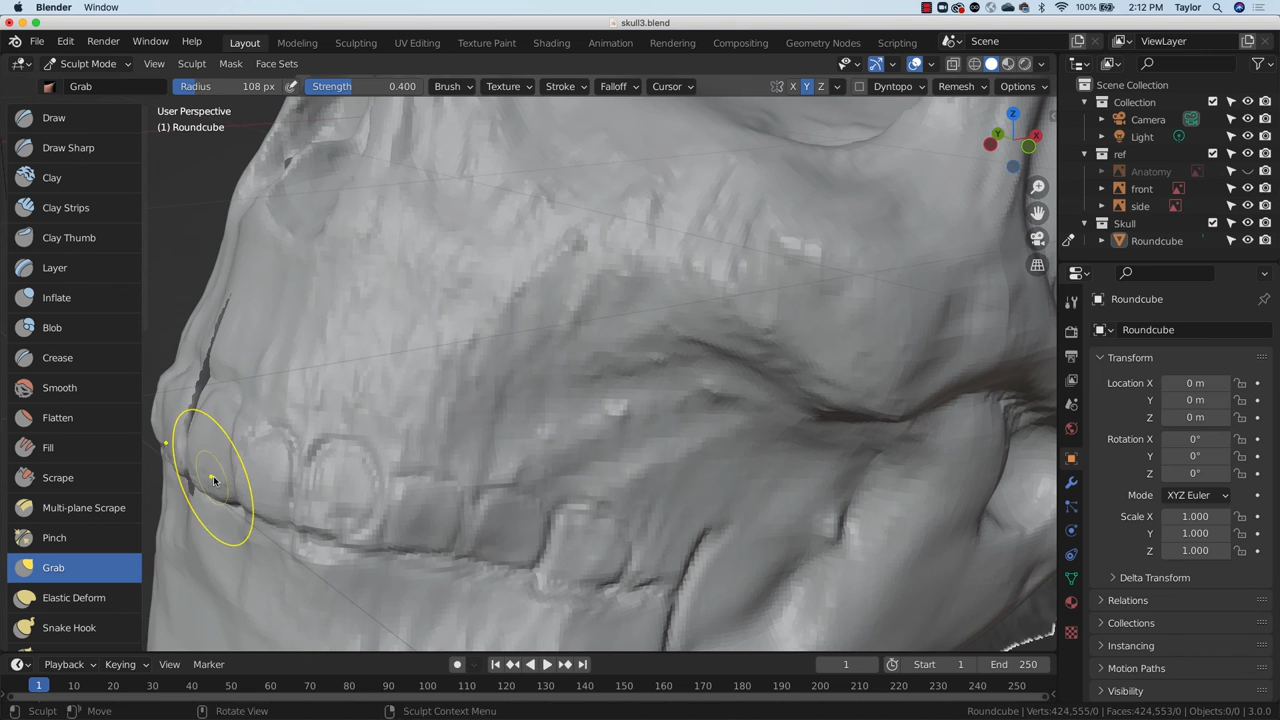 Blender Window 100% 2:12 PM Taylor
skull3.blend
File Edit Render Window Help Layout Modeling Sculpting UV Editing Texture Paint Shading Animation Rendering Compositing Geometry Nodes Scripting Scene ViewLayer
Sculpt Mode View Sculpt Mask Face Sets
Grab Radius 108 px Strength 0.400 Brush Texture Stroke Falloff Cursor X Y Z Dyntopo Remesh Options
User Perspective
(1) Roundcube
Z
Y
X
Draw
Draw Sharp
Clay
Clay Strips
Clay Thumb
Layer
Inflate
Blob
Crease
Smooth
Flatten
Fill
Scrape
Multi-plane Scrape
Pinch
Grab
Elastic Deform
Snake Hook
Scene Collection
Collection
Camera
Light
ref
Anatomy
front
side
Skull
Roundcube
Roundcube
Roundcube
Transform
Location X 0 m
Y 0 m
Z 0 m
Rotation X 0°
Y 0°
Z 0°
Mode XYZ Euler
Scale X 1.000
Y 1.000
Z 1.000
Delta Transform
Relations
Collections
Instancing
Motion Paths
Visibility
Playback Keying View Marker 1 Start 1 End 250
1 10 20 30 40 50 60 70 80 90 100 110 120 130 140 150 160 170 180 190 200 210 220 230 240 250
Sculpt Move Rotate View Sculpt Context Menu Roundcube | Verts:424,555/0 | Faces:424,553/0 | Objects:0/0 | 3.0.0